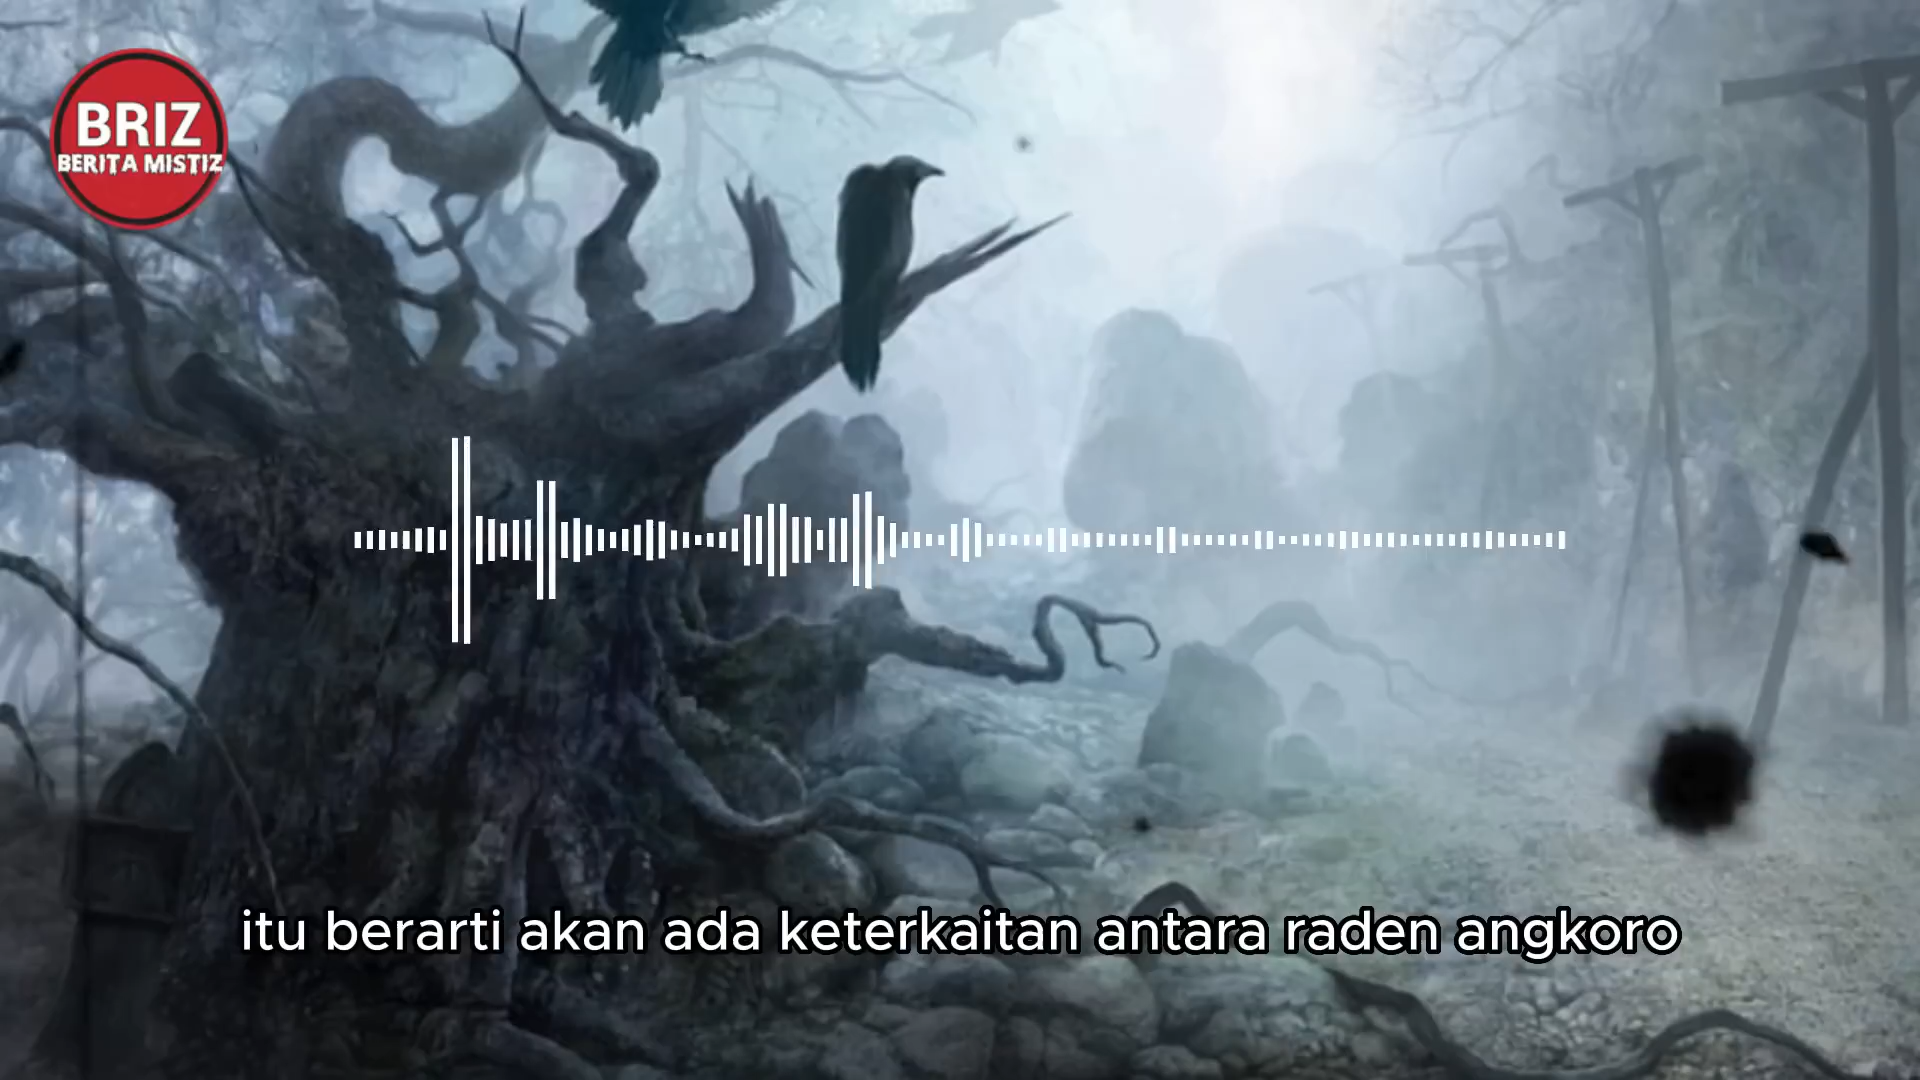 BRIZ
BERITA MISTIZ
itu berarti akan ada keterkaitan antara raden angkoro